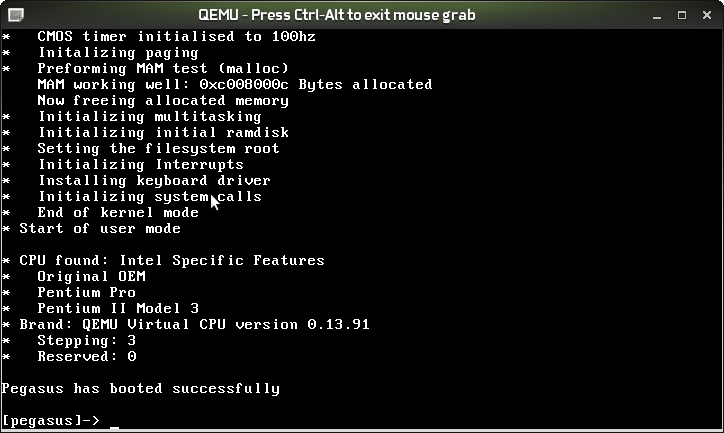 QEMU - Press Ctrl-Alt to exit mouse grab
* CMOS timer initialised to 100hz
* Initalizing paging
* Preforming MAM test (malloc)
MAM working well: 0xc008000c Bytes allocated
Now freeing allocated memory
* Initializing multitasking
* Initializing initial ramdisk
* Setting the filesystem root
* Initializing Interrupts
* Installing keyboard driver
* Initializing system calls
* End of kernel mode
* Start of user mode
* CPU found: Intel Specific Features
* Original OEM
* Pentium Pro
* Pentium II Model 3
* Brand: QEMU Virtual CPU version 0.13.91
* Stepping: 3
* Reserved: 0
Pegasus has booted successfully
[pegasus]-> _